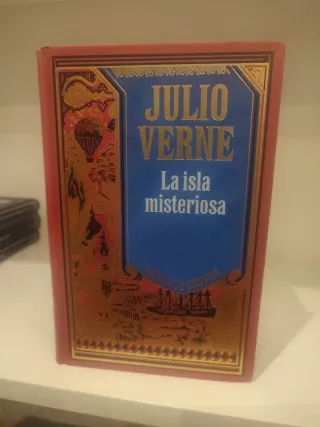 JULIO
VERNE
La isla
misteriosa